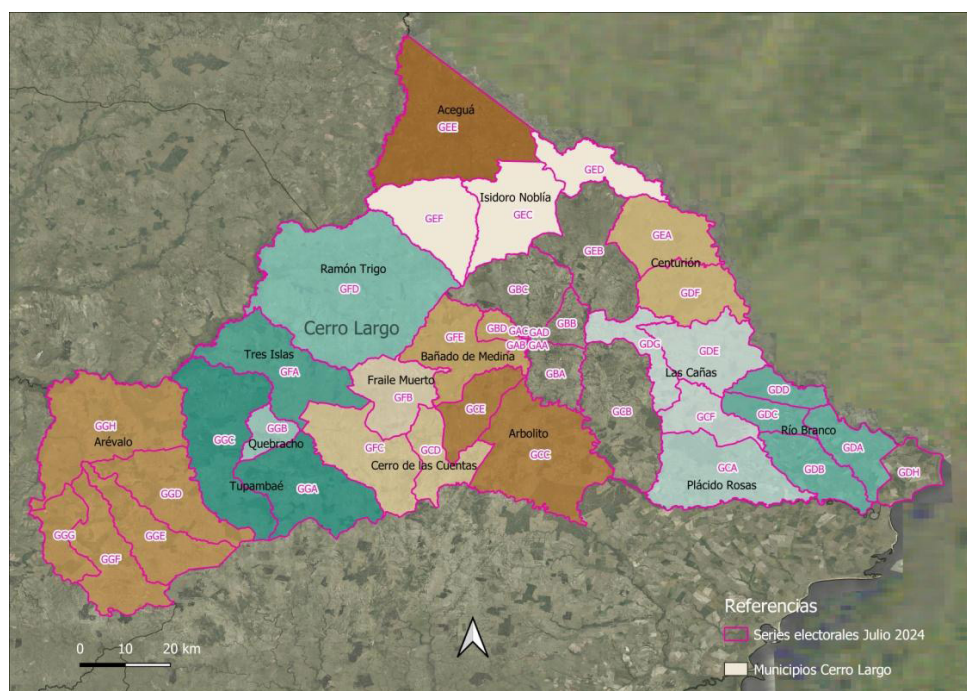 Aceguá
GEE
GED
Isidoro Noblía
GEC
GEF
GEA
GEB
Centurión
Ramón Trigo
GFD
GBC
GDF
Cerro Largo
GBD
GAC
GAD
GBB
GFE
GAB
GAA
GDG
GDE
Tres Islas
Bañado de Medina
GFA
Las Cañas
Fraile Muerto
GBA
GDD
GFB
GCE
GCB
GDC
GCF
GGH
GGB
Arbolito
Río Branco
Arévalo
GGC
Quebracho
GFC
GCD
GCC
GDA
Cerro de las Cuentas
GCA
GDB
GDH
Tupambaé
GGA
Plácido Rosas
GGD
GGG
GGE
GGF
Referencias
Series electorales Julio 2024
Municipios Cerro Largo
0 10 20 km